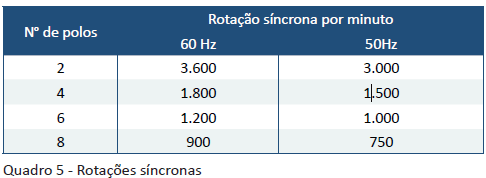 Nº de polos Rotação síncrona por minuto
60 Hz 50Hz
2 3.600 3.000
4 1.800 1.500
6 1.200 1.000
8 900 750
Quadro 5 - Rotações síncronas